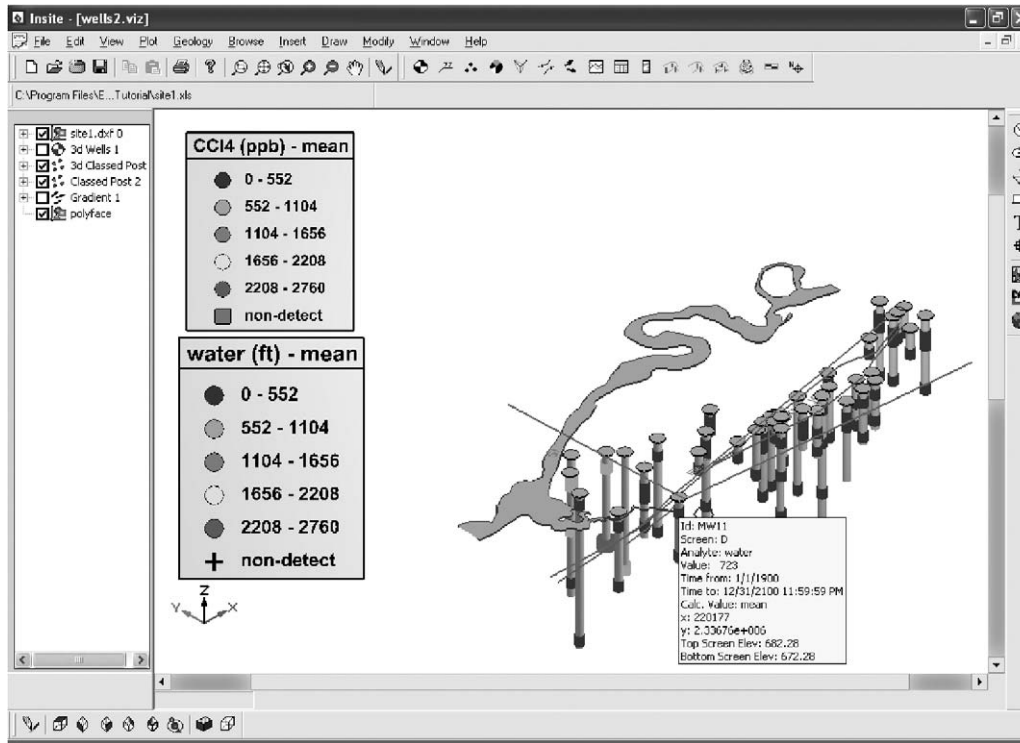 Insite - [wells2.viz]
File Edit View Plot Geology Browse Insert Draw Modify Window Help
C:\Program Files\E...Tutorial\site1.xls
site1.dxf 0
3d Wells 1
3d Classed Post
Classed Post 2
Gradient 1
polyface
CCl4 (ppb) - mean
0 - 552
552 - 1104
1104 - 1656
1656 - 2208
2208 - 2760
non-detect
water (ft) - mean
0 - 552
552 - 1104
1104 - 1656
1656 - 2208
2208 - 2760
non-detect
Z
Y X
Id: MW11
Screen: D
Analyte: water
Value: 723
Time from: 1/1/1900
Time to: 12/31/2100 11:59:59 PM
Calc. Value: mean
x: 220177
y: 2.33676e+006
Top Screen Elev: 682.28
Bottom Screen Elev: 672.28